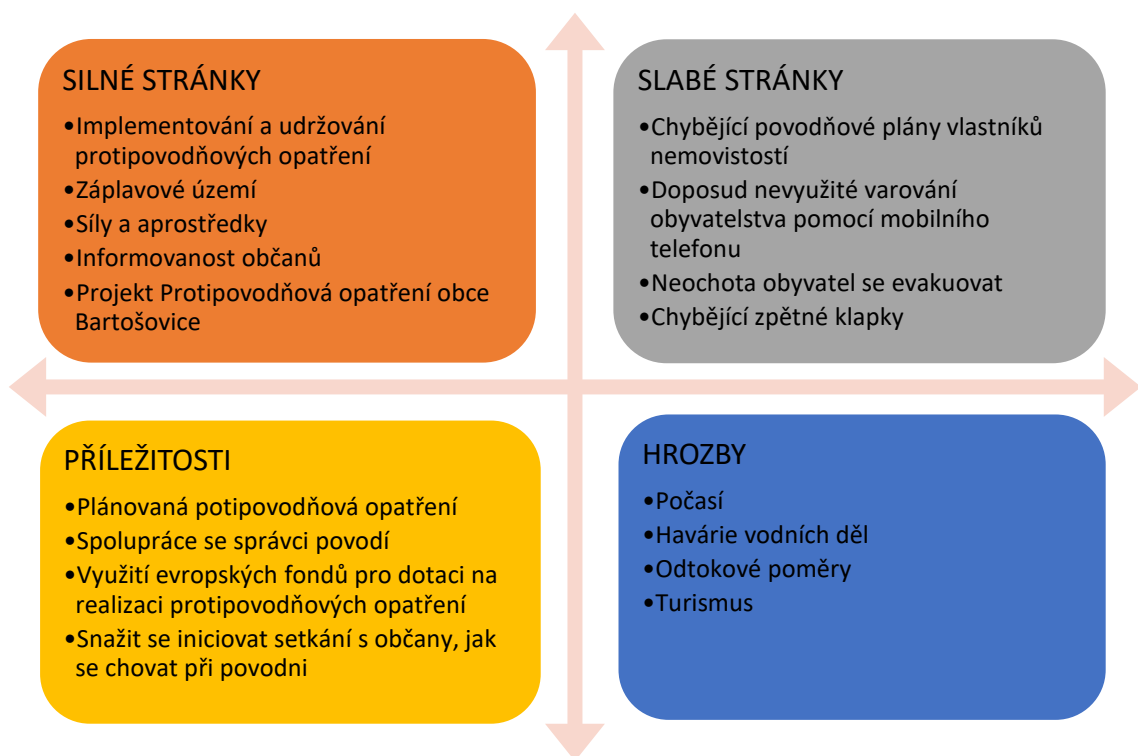 SILNÉ STRÁNKY
•Implementování a udržování
protipovodňových opatření
•Záplavové území
•Síly a aprostředky
•Informovanost občanů
•Projekt Protipovodňová opatření obce
Bartošovice
SLABÉ STRÁNKY
•Chybějící povodňové plány vlastníků
nemovistostí
•Doposud nevyužité varování
obyvatelstva pomocí mobilního
telefonu
•Neochota obyvatel se evakuovat
•Chybějící zpětné klapky
PŘÍLEŽITOSTI
•Plánovaná potipovodňová opatření
•Spolupráce se správci povodí
•Využití evropských fondů pro dotaci na
realizaci protipovodňových opatření
•Snažit se iniciovat setkání s občany, jak
se chovat při povodni
HROZBY
•Počasí
•Havárie vodních děl
•Odtokové poměry
•Turismus